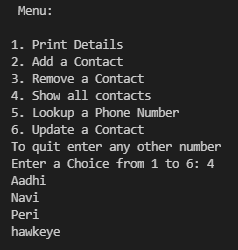 Menu:
1. Print Details
2. Add a Contact
3. Remove a Contact
4. Show all contacts
5. Lookup a Phone Number
6. Update a Contact
To quit enter any other number
Enter a Choice from 1 to 6: 4
Aadhi
Navi
Peri
hawkeye